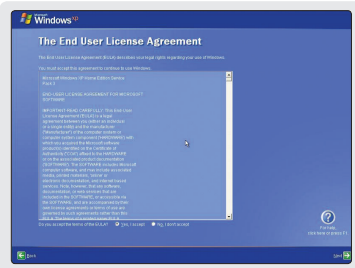 Microsoft
Windows xp
The End User License Agreement
The End User License Agreement (EULA) describes your legal rights regarding your use of Windows.
You must accept this agreement to continue to use Windows.
Microsoft Windows XP Home Edition Service
Pack 2
END-USER LICENSE AGREEMENT FOR MICROSOFT
SOFTWARE
IMPORTANT-READ CAREFULLY: This End-User
License Agreement ("EULA") is a legal
agreement between you (either an individual
or a single entity) and the manufacturer
("Manufacturer") of the computer system or
computer system component ("HARDWARE") with
which you acquired the Microsoft software
product(s) identified on the Certificate of
Authenticity ("COA") affixed to the HARDWARE
or on the associated product documentation
("SOFTWARE"). The SOFTWARE includes Microsoft
computer software, and may include associated
media, printed materials, "online" or
electronic documentation, and Internet based
services. Note, however, that any software,
documentation, or web services that are
included in the SOFTWARE, or accessible via
the SOFTWARE, and are accompanied by their
own license agreements or terms of use are
governed by such agreements rather than this
Do you accept the terms of the EULA? Yes, I accept No, I don't accept
For help,
click here or press F1
Back
Next